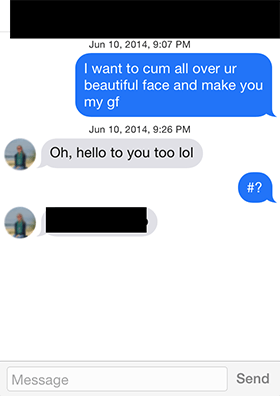 Jun 10, 2014, 9:07 PM
I want to cum all over ur
beautiful face and make you
my gf
Jun 10, 2014, 9:26 PM
Oh, hello to you too lol
#?
Message
Send